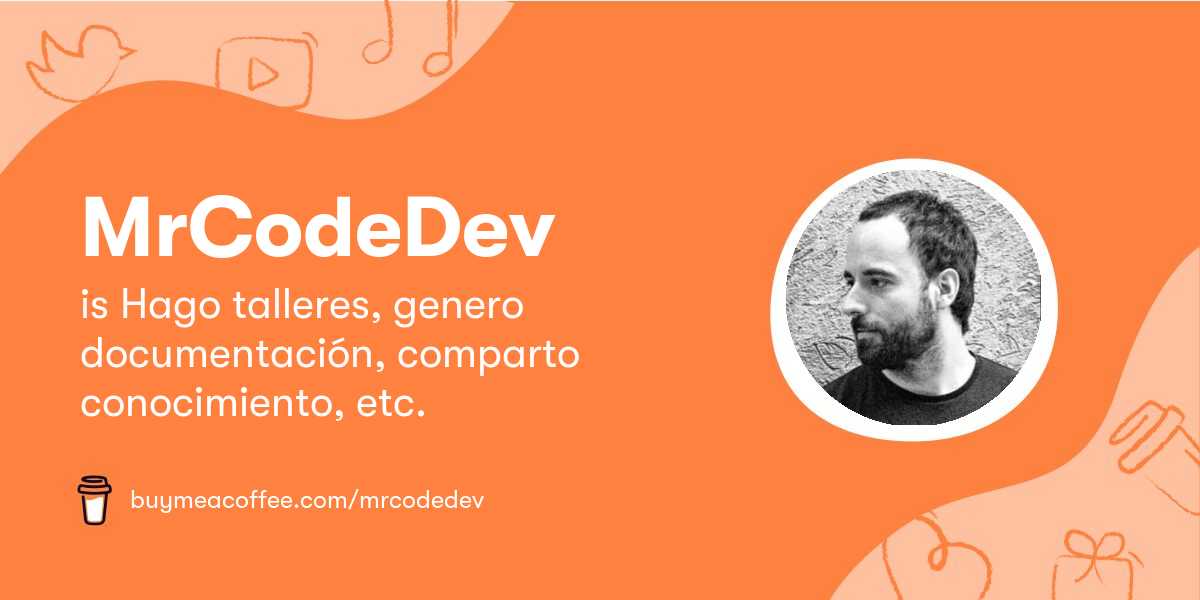 MrCodeDev
is Hago talleres, genero
documentación, comparto
conocimiento, etc.
buymeacoffee.com/mrcodedev